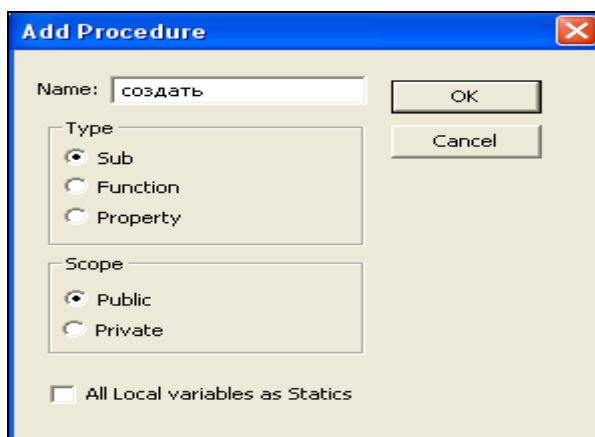 Add Procedure
Name: создать
OK
Type
Cancel
Sub
Function
Property
Scope
Public
Private
All Local variables as Statics